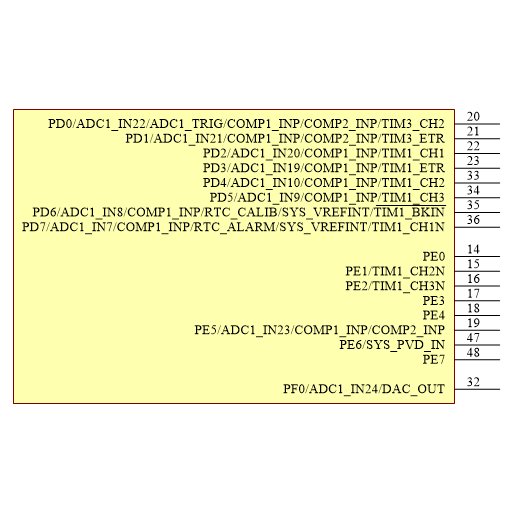 PD0/ADC1_IN22/ADC1_TRIG/COMP1_INP/COMP2_INP/TIM3_CH2 20
PD1/ADC1_IN21/COMP1_INP/COMP2_INP/TIM3_ETR 21
PD2/ADC1_IN20/COMP1_INP/TIM1_CH1 22
PD3/ADC1_IN19/COMP1_INP/TIM1_ETR 23
PD4/ADC1_IN10/COMP1_INP/TIM1_CH2 33
PD5/ADC1_IN9/COMP1_INP/TIM1_CH3 34
PD6/ADC1_IN8/COMP1_INP/RTC_CALIB/SYS_VREFINT/TIM1_BKIN 35
PD7/ADC1_IN7/COMP1_INP/RTC_ALARM/SYS_VREFINT/TIM1_CH1N 36
PE0 14
PE1/TIM1_CH2N 15
PE2/TIM1_CH3N 16
PE3 17
PE4 18
PE5/ADC1_IN23/COMP1_INP/COMP2_INP 19
PE6/SYS_PVD_IN 47
PE7 48
PF0/ADC1_IN24/DAC_OUT 32